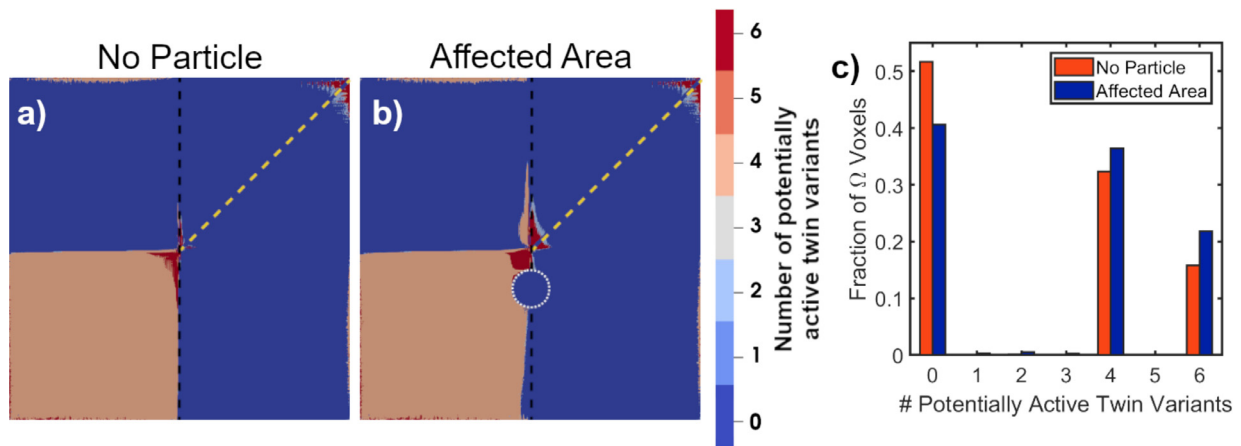 No Particle
Affected Area
a)
b)
6
5
4
3
2
1
0
Number of potentially
active twin variants
c)
No Particle
Affected Area
0.5
0.4
0.3
0.2
0.1
0
Fraction of Ω Voxels
0 1 2 3 4 5 6
# Potentially Active Twin Variants